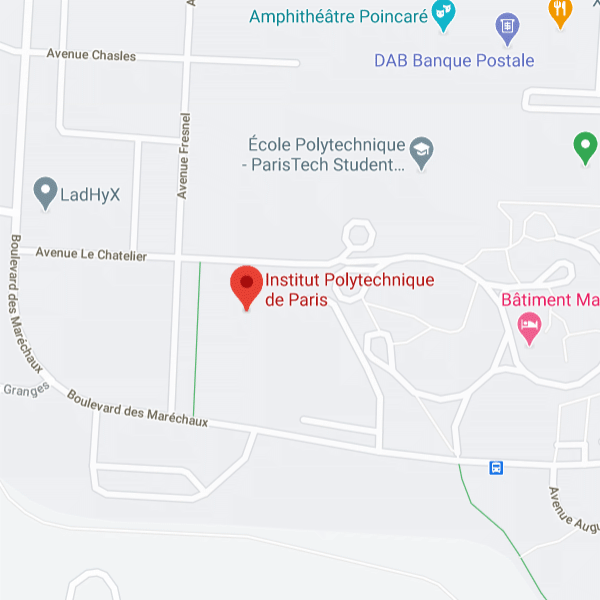 Amphithéâtre Poincaré
DAB Banque Postale
Avenue Chasles
Avenue Fresnel
École Polytechnique
- ParisTech Student...
LadHyX
Avenue Le Chatelier
Boulevard des Maréchaux
Institut Polytechnique
de Paris
Bâtiment Ma
Granges
Boulevard des Maréchaux
Avenue Augu